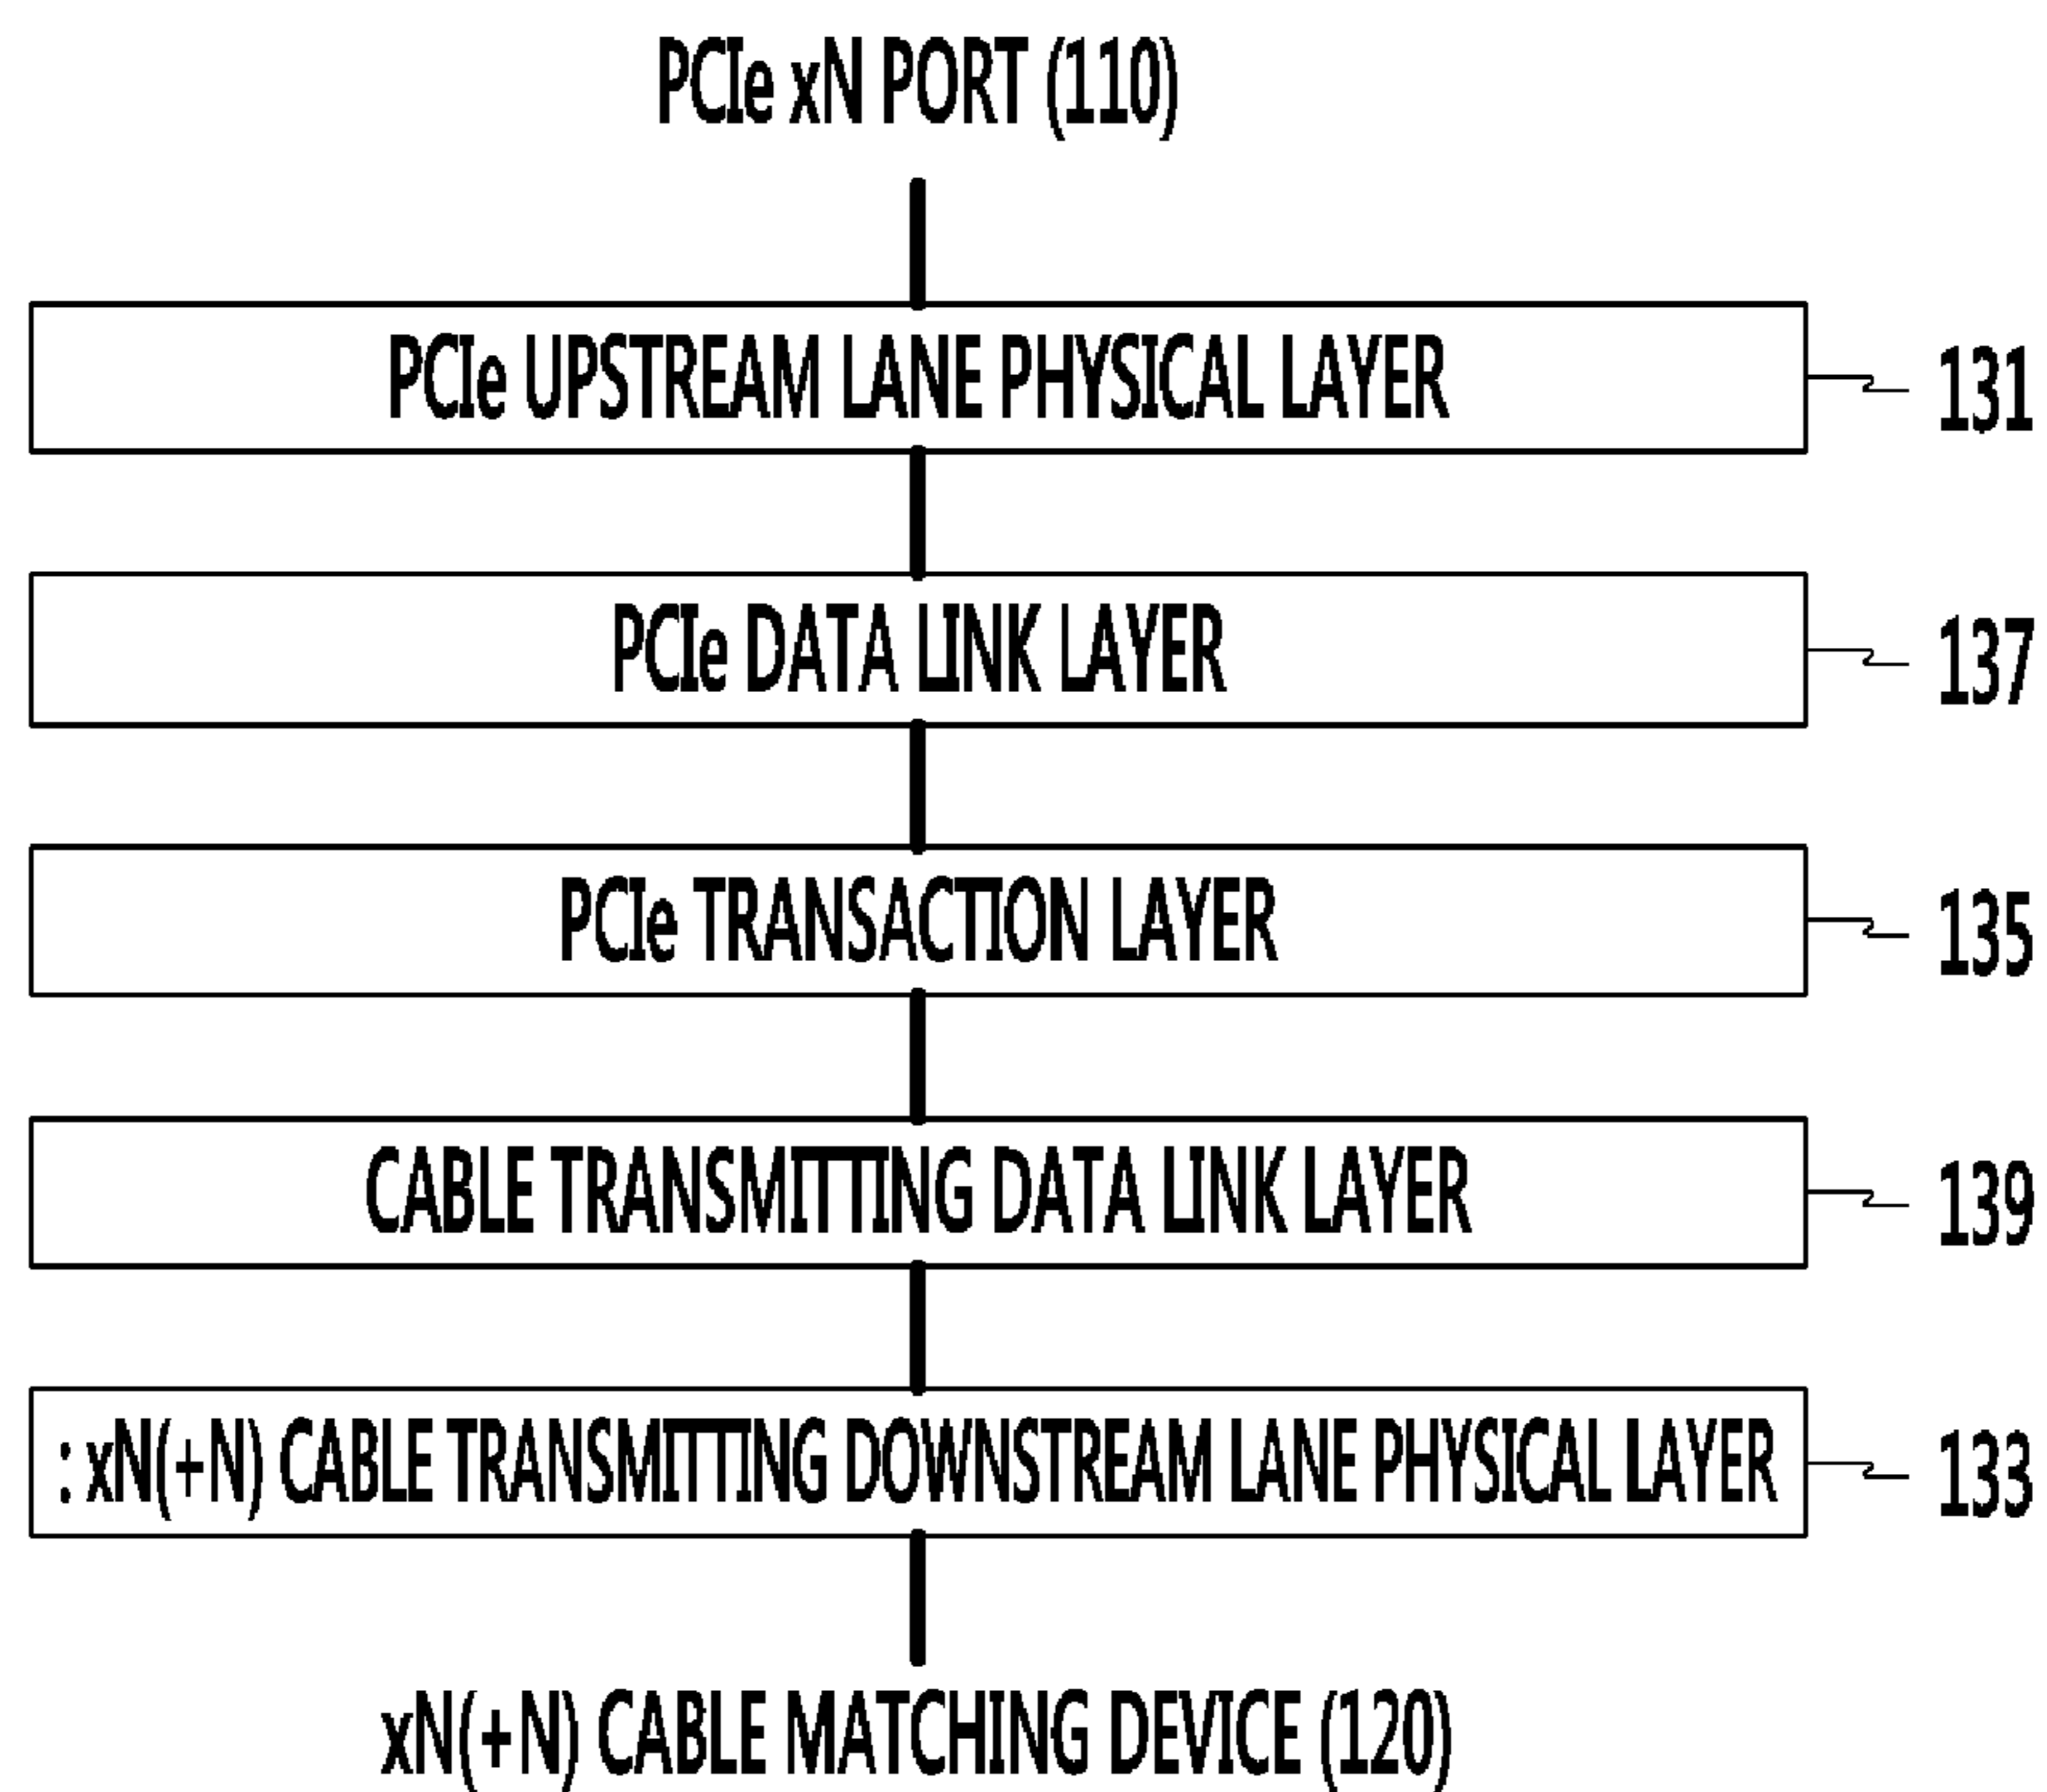 PCIe xN PORT (110)
PCIe UPSTREAM LANE PHYSICAL LAYER
131
PCIe DATA LINK LAYER
137
PCIe TRANSACTION LAYER
135
CABLE TRANSMITTING DATA LINK LAYER
139
: xN(+N) CABLE TRANSMITTING DOWNSTREAM LANE PHYSICAL LAYER
133
xN(+N) CABLE MATCHING DEVICE (120)